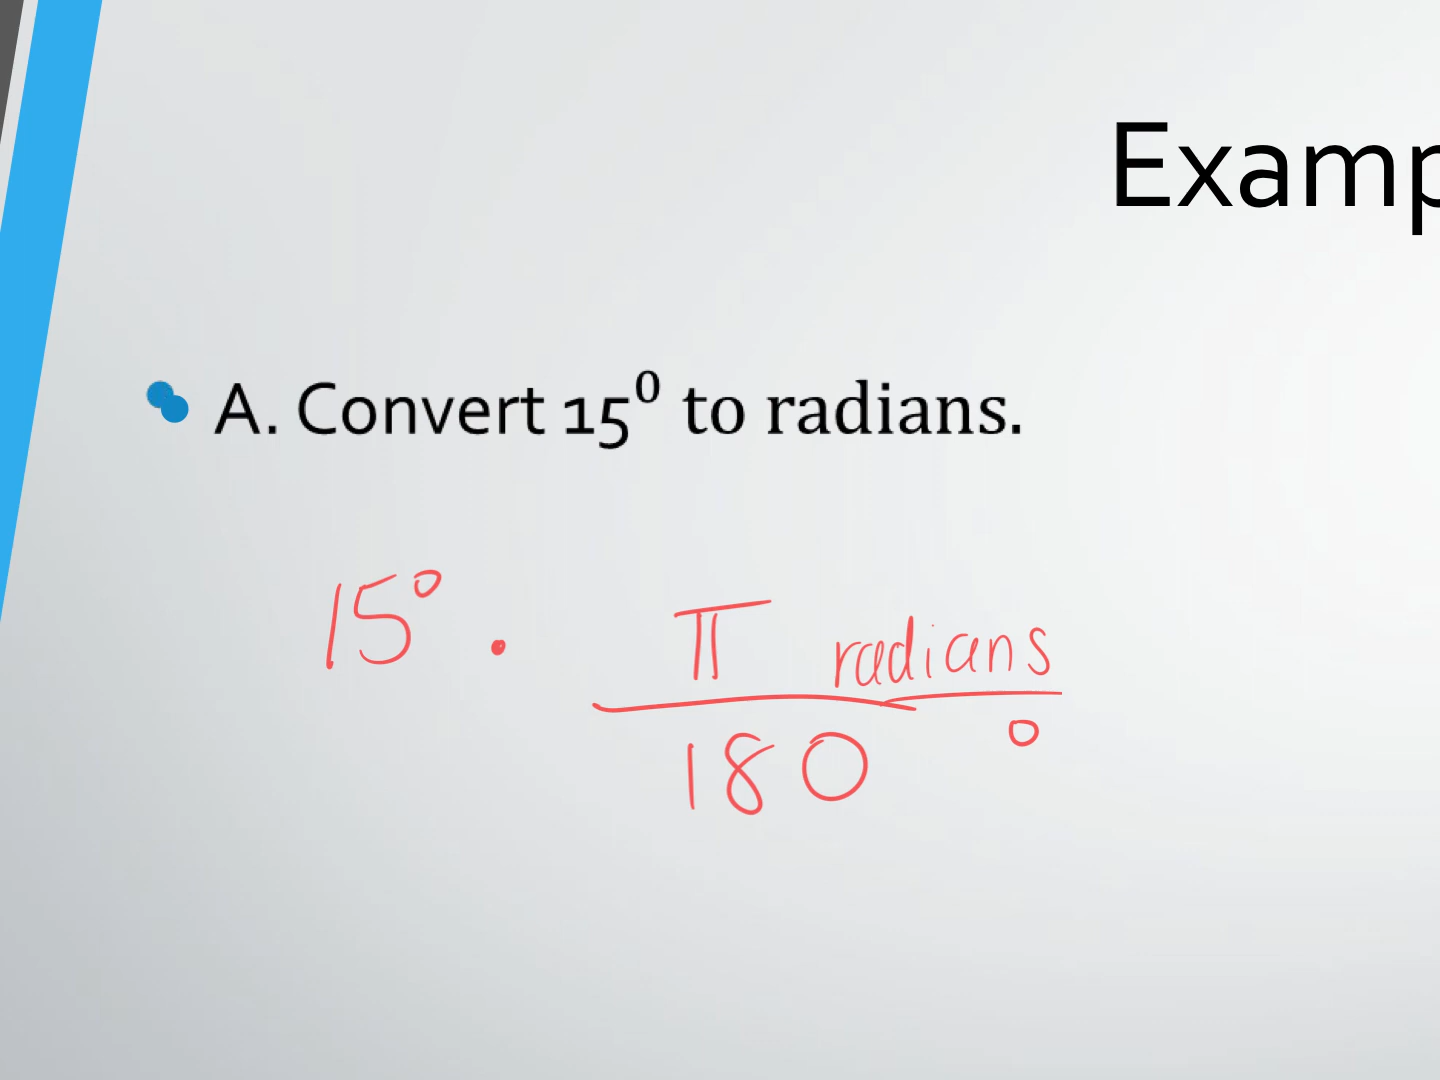 Examp
A. Convert 15⁰ to radians.
15° · π radians
180 °